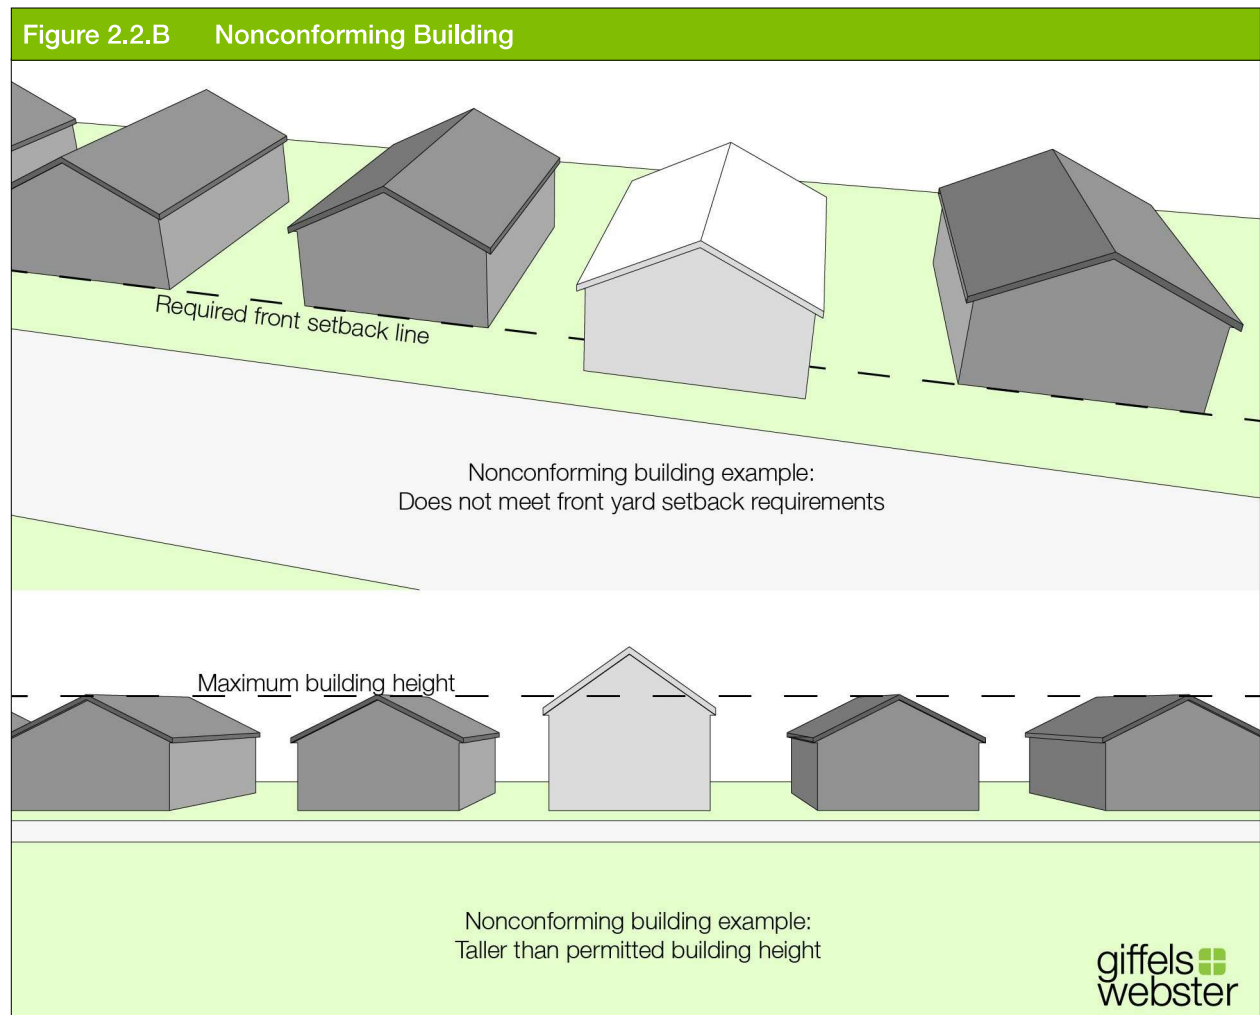 Figure 2.2.B Nonconforming Building
Required front setback line
Nonconforming building example:
Does not meet front yard setback requirements
Maximum building height
Nonconforming building example:
Taller than permitted building height
giffels
webster